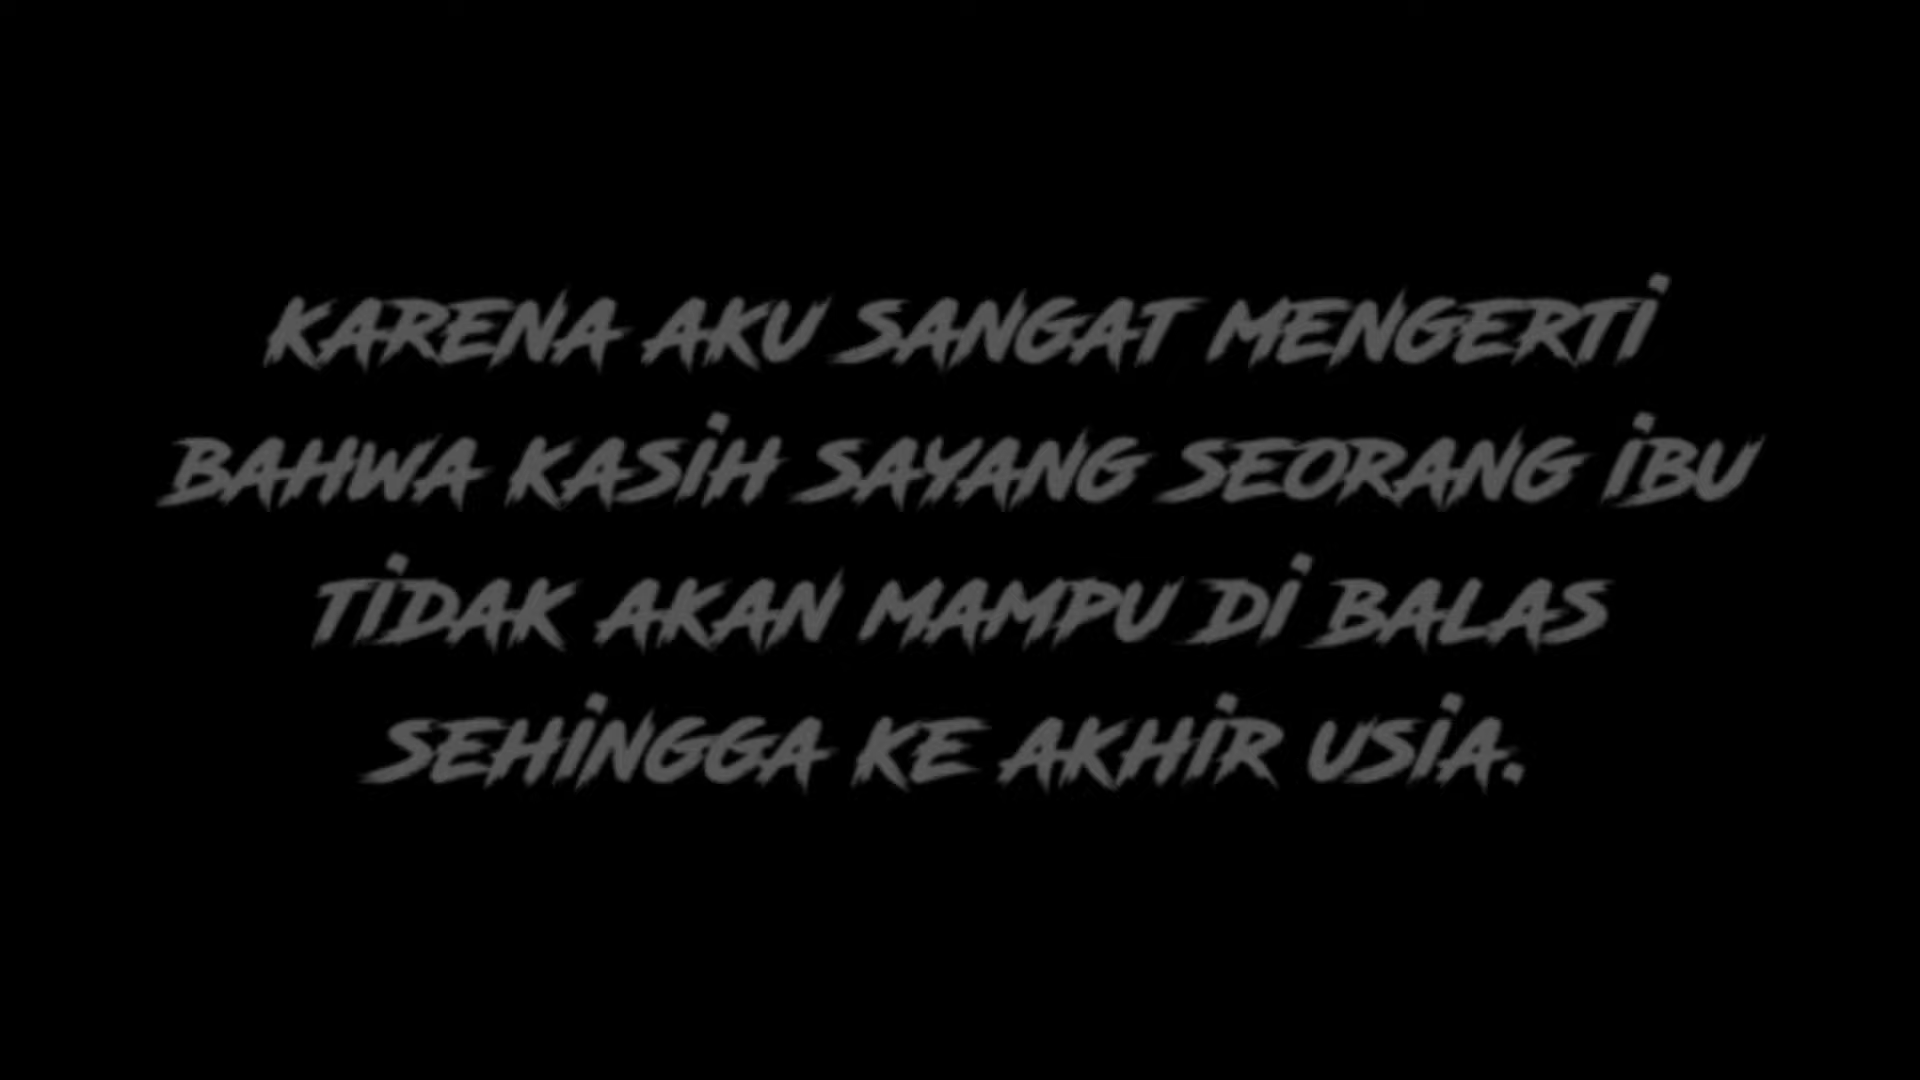 KARENA AKU SANGAT MENGERTI
BAHWA KASIH SAYANG SEORANG IBU
TIDAK AKAN MAMPU DI BALAS
SEHINGGA KE AKHIR USIA.